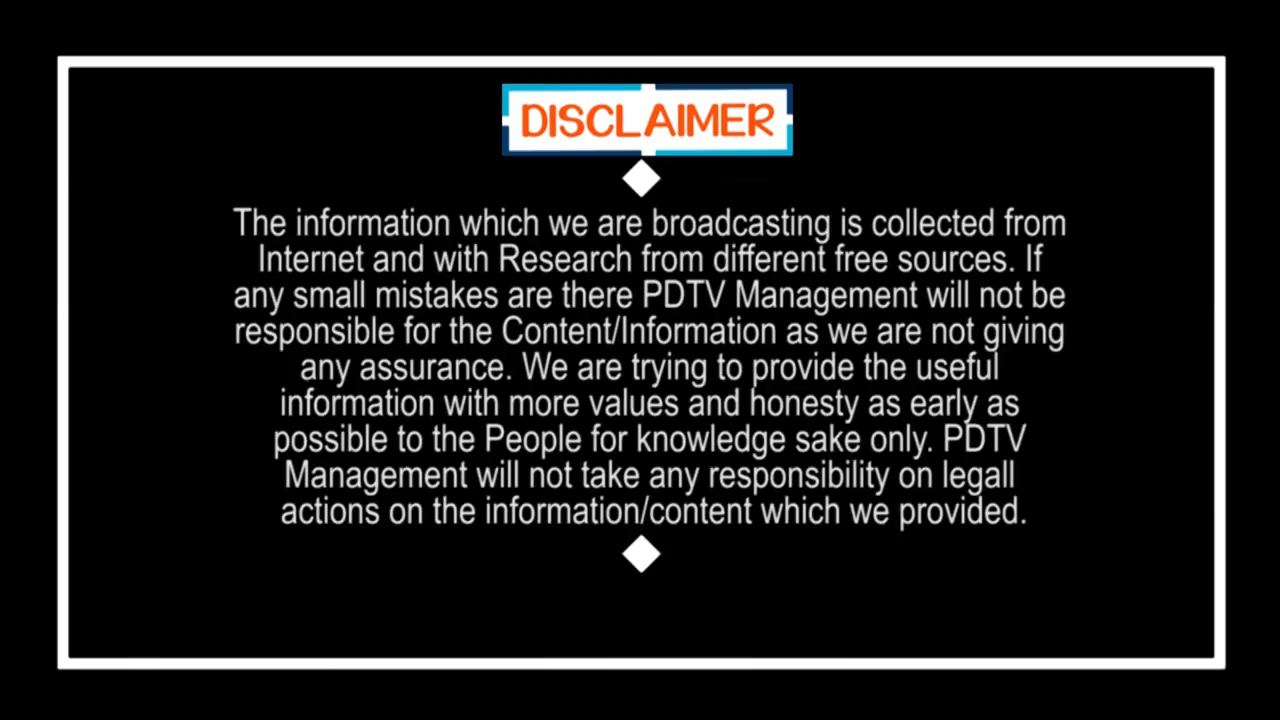 DISCLAIMER
The information which we are broadcasting is collected from
Internet and with Research from different free sources. If
any small mistakes are there PDTV Management will not be
responsible for the Content/Information as we are not giving
any assurance. We are trying to provide the useful
information with more values and honesty as early as
possible to the People for knowledge sake only. PDTV
Management will not take any responsibility on legall
actions on the information/content which we provided.